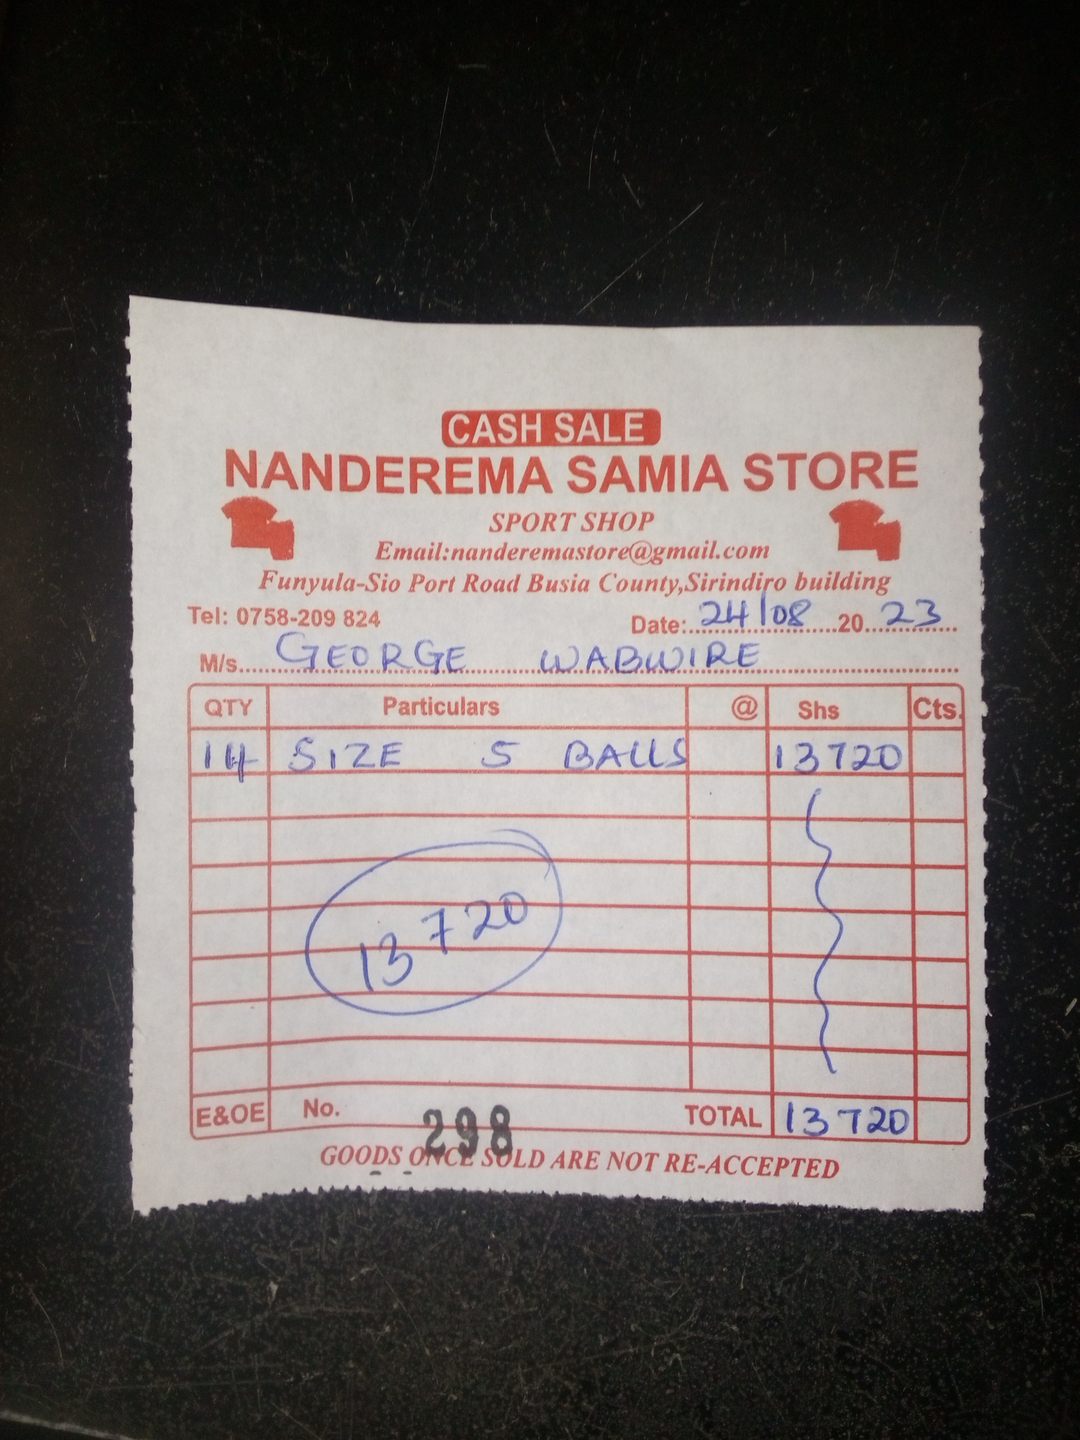 CASH SALE
NANDEREMA SAMIA STORE
SPORT SHOP
Email:nanderemastore@gmail.com
Funyula-Sio Port Road Busia County,Sirindiro building
Tel: 0758-209 824 Date: 24/08 2023
M/s. GEORGE WABWIRE
QTY Particulars @ Shs Cts.
14 SIZE 5 BALLS 13720
13720
E&OE No. 298 TOTAL 13720
GOODS ONCE SOLD ARE NOT RE-ACCEPTED